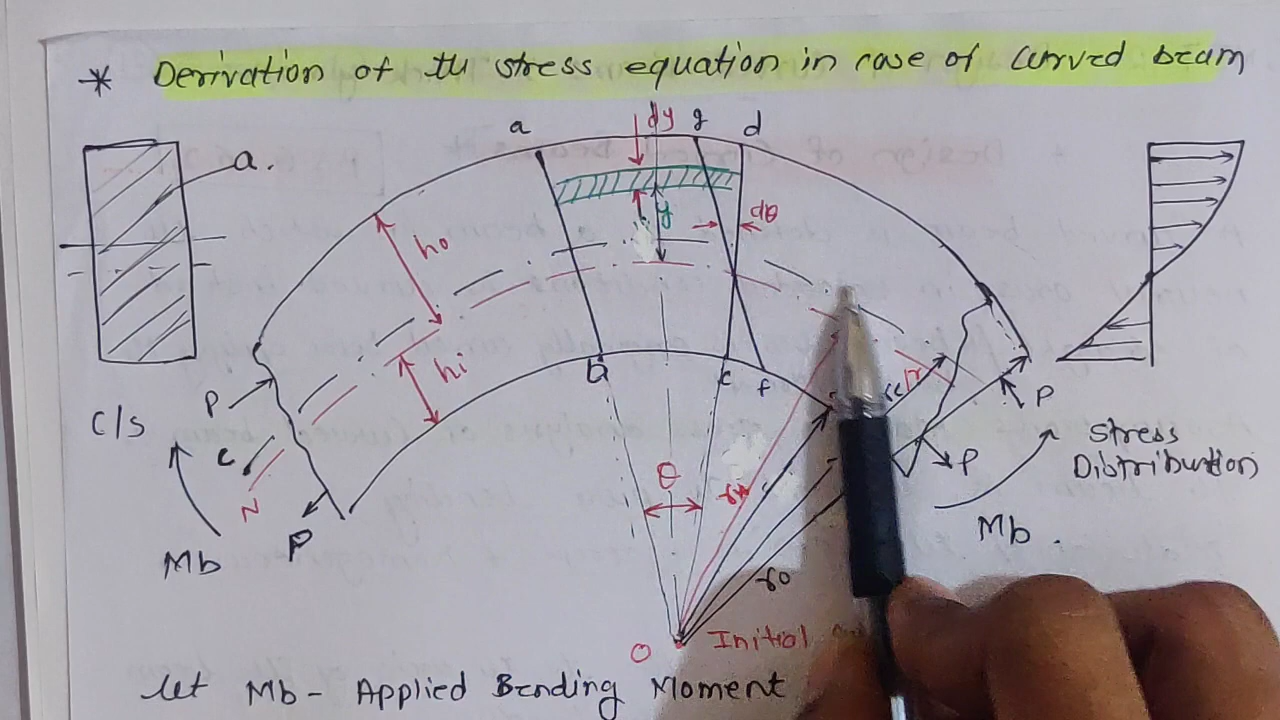 * Derivation of the stress equation in case of Curved beam
a.
C/S
Mb
a
dy
g
d
y
dθ
ho
hi
P
c
N
P
b
c
f
θ
rn
ro
O
Initial
P
P
Mb.
Stress
Distribution
let Mb - Applied Bending Moment